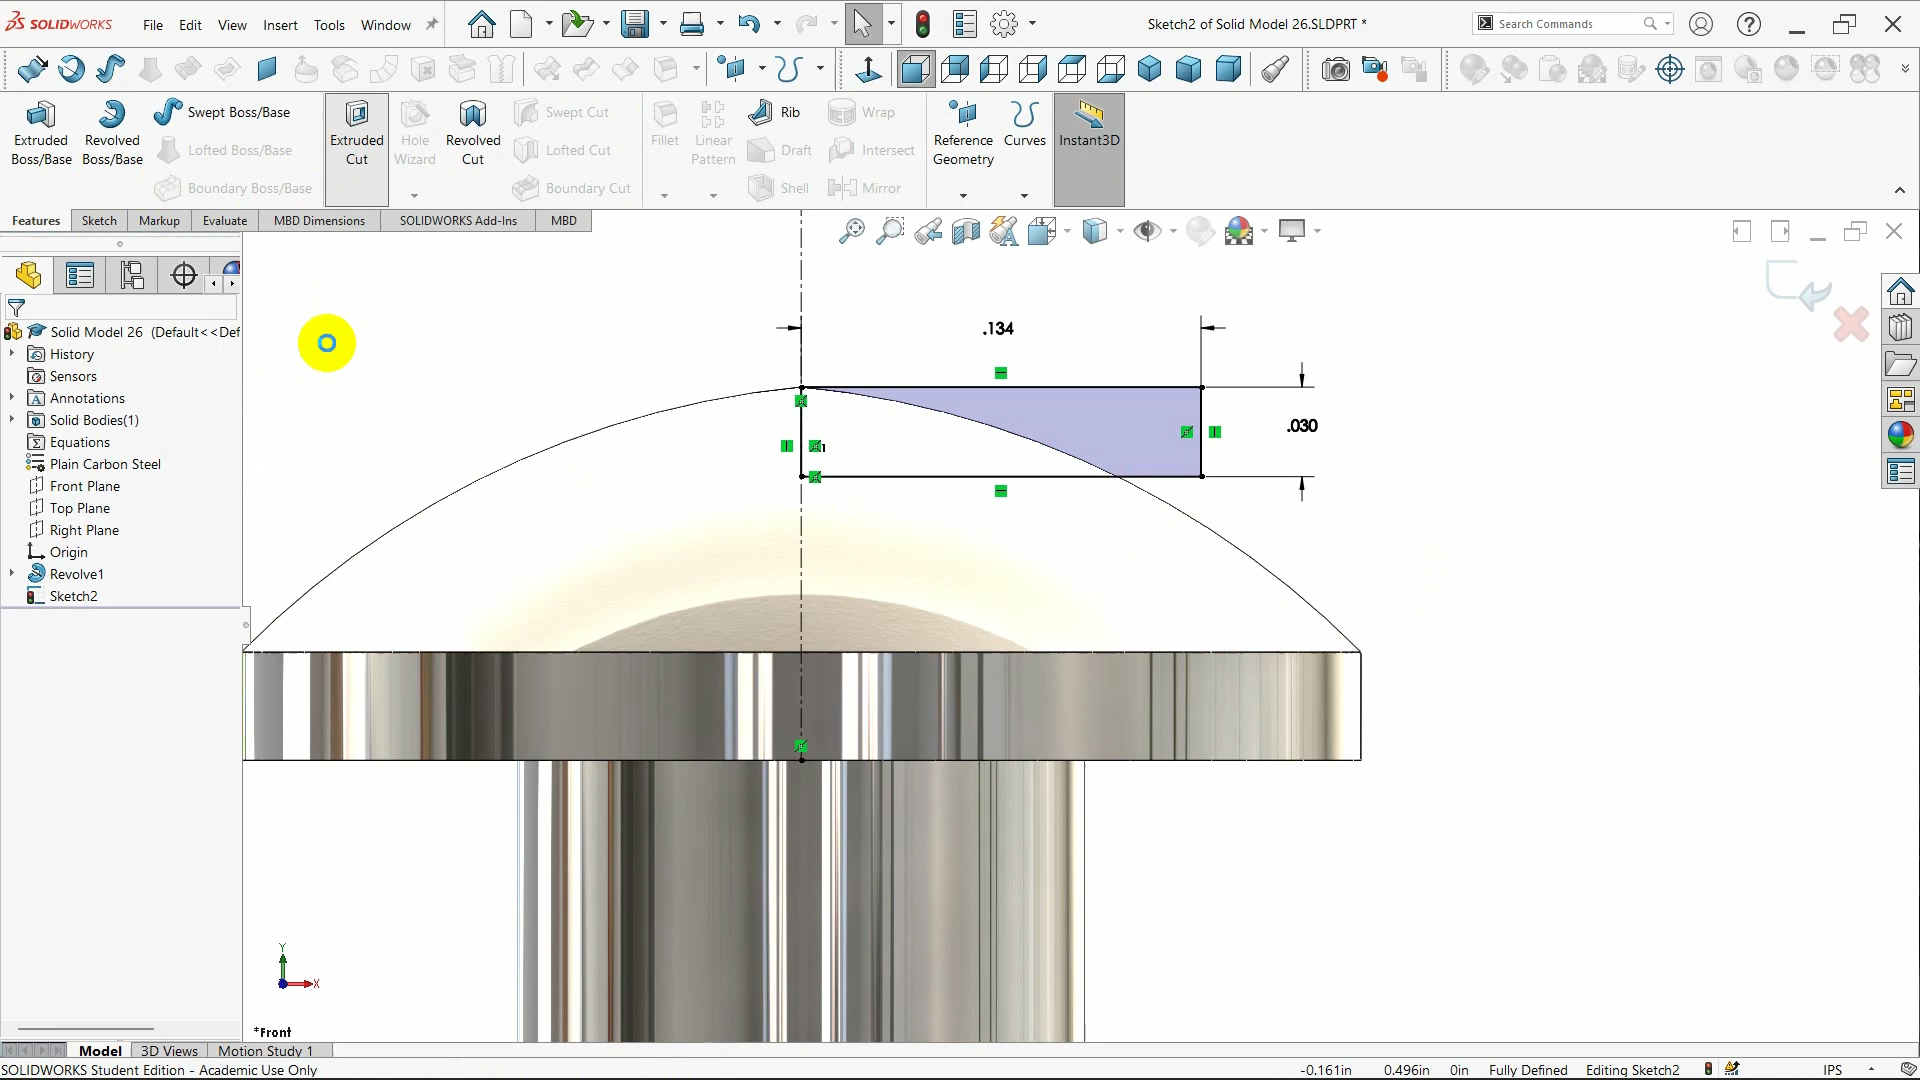 SOLIDWORKS File Edit View Insert Tools Window Sketch2 of Solid Model 26.SLDPRT * Search Commands
Extruded Boss/Base
Revolved Boss/Base
Swept Boss/Base
Lofted Boss/Base
Boundary Boss/Base
Extruded Cut
Hole Wizard
Revolved Cut
Swept Cut
Lofted Cut
Boundary Cut
Fillet
Linear Pattern
Rib
Draft
Shell
Wrap
Intersect
Mirror
Reference Geometry
Curves
Instant3D
Features Sketch Markup Evaluate MBD Dimensions SOLIDWORKS Add-Ins MBD
Solid Model 26 (Default<<Def
History
Sensors
Annotations
Solid Bodies(1)
Equations
Plain Carbon Steel
Front Plane
Top Plane
Right Plane
Origin
Revolve1
Sketch2
.134
.030
1
Y
X
*Front
Model 3D Views Motion Study 1
SOLIDWORKS Student Edition - Academic Use Only -0.161in 0.496in 0in Fully Defined Editing Sketch2 IPS